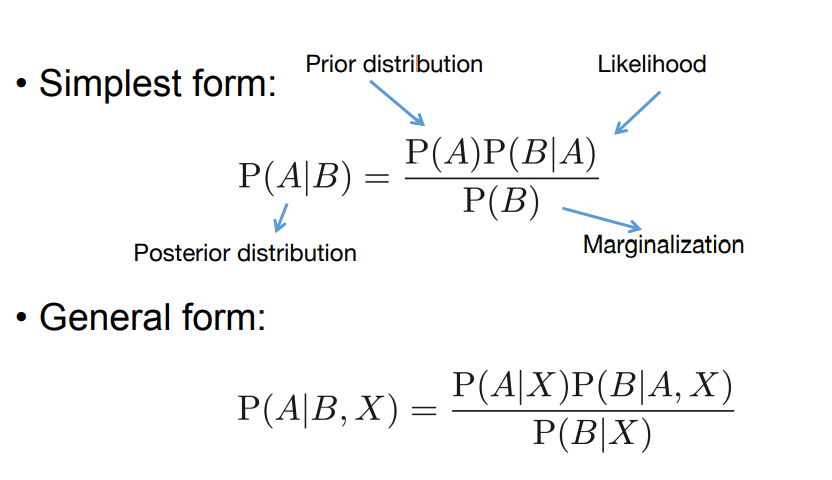 Prior distribution
Likelihood
• Simplest form:
P(A|B) = P(A)P(B|A) / P(B)
Posterior distribution
Marginalization
• General form:
P(A|B, X) = P(A|X)P(B|A, X) / P(B|X)